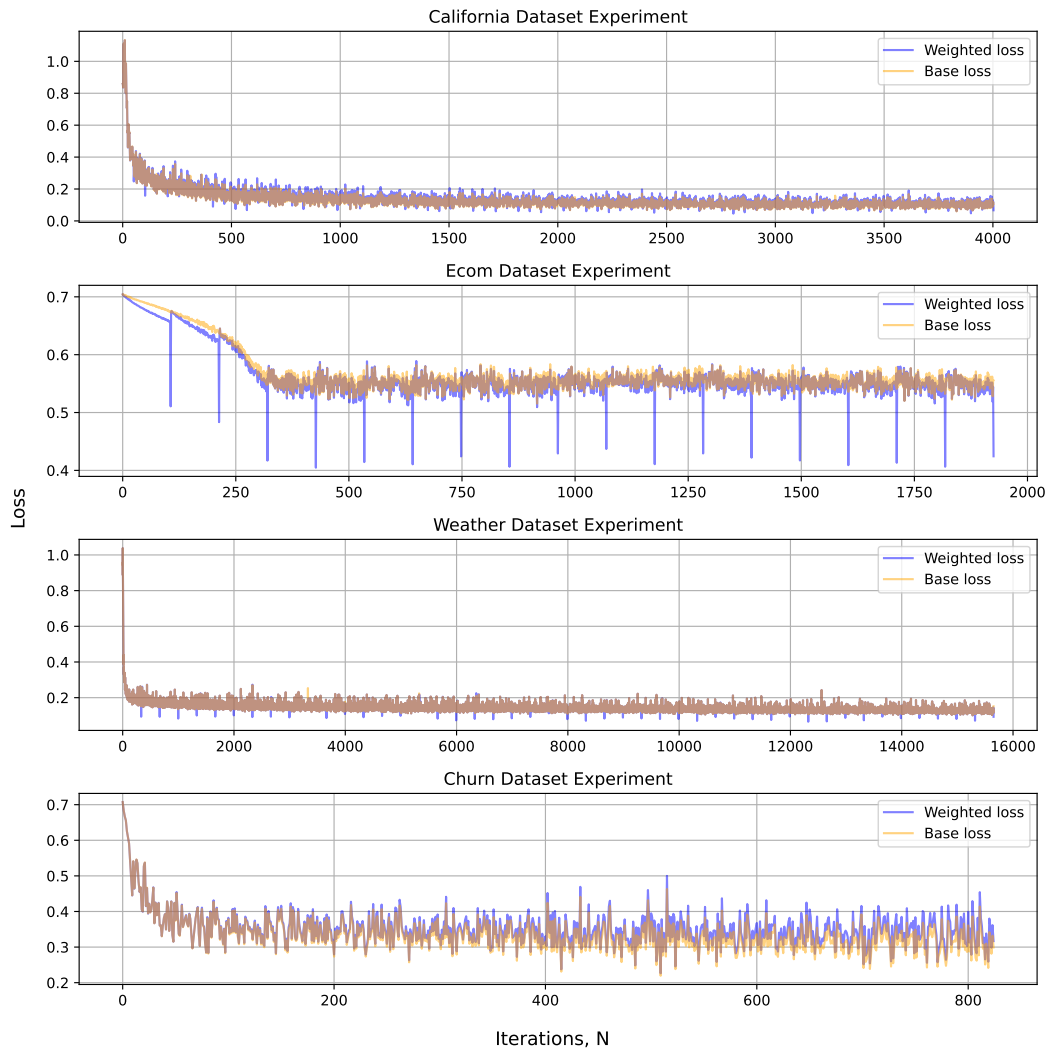 California Dataset Experiment
Weighted loss
Base loss
1.0
0.8
0.6
0.4
0.2
0.0
0 500 1000 1500 2000 2500 3000 3500 4000
Ecom Dataset Experiment
Weighted loss
Base loss
0.7
0.6
0.5
0.4
0 250 500 750 1000 1250 1500 1750 2000
Loss
Weather Dataset Experiment
Weighted loss
Base loss
1.0
0.8
0.6
0.4
0.2
0 2000 4000 6000 8000 10000 12000 14000 16000
Churn Dataset Experiment
Weighted loss
Base loss
0.7
0.6
0.5
0.4
0.3
0.2
0 200 400 600 800
Iterations, N